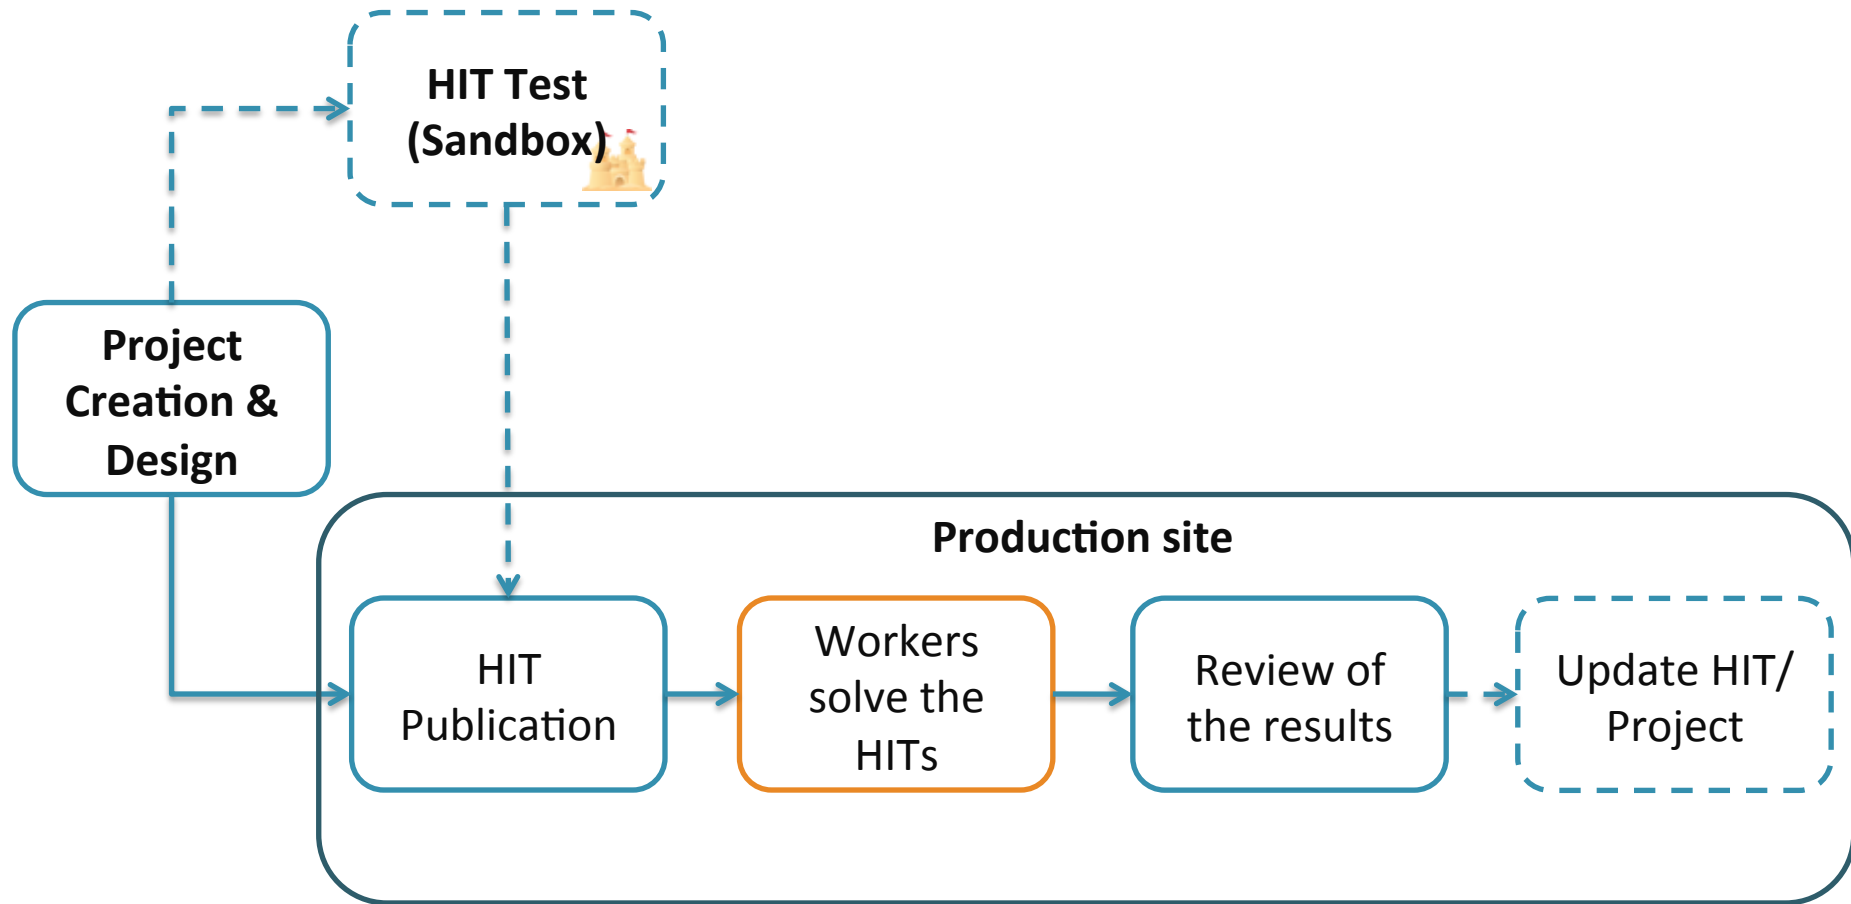 HIT Test
(Sandbox)
Project
Creation &
Design
Production site
HIT
Publication
Workers
solve the
HITs
Review of
the results
Update HIT/
Project